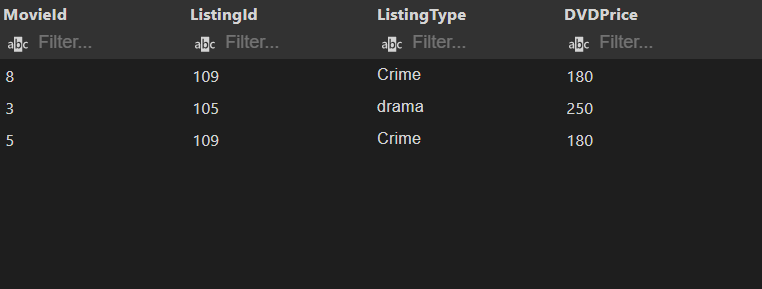 MovieId ListingId ListingType DVDPrice
abc Filter... abc Filter... abc Filter... abc Filter...
8 109 Crime 180
3 105 drama 250
5 109 Crime 180